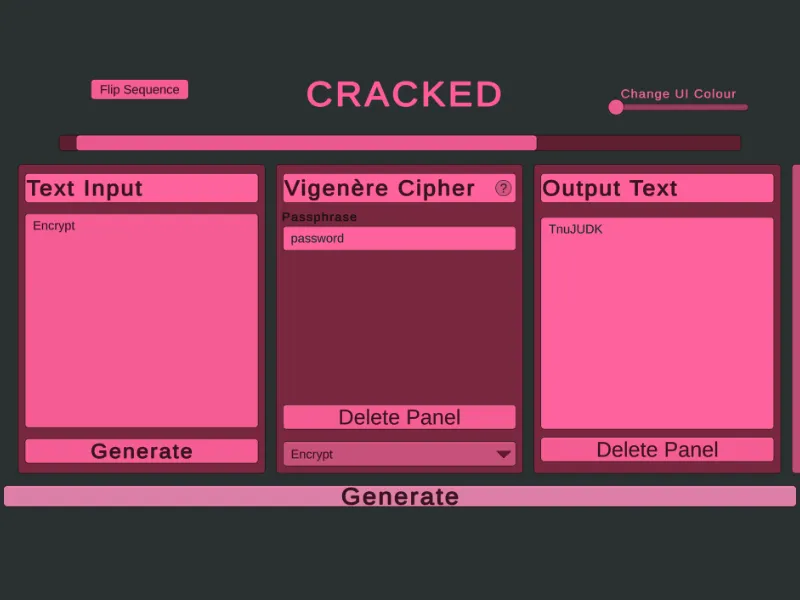 Flip Sequence
CRACKED
Change UI Colour
Text Input
Encrypt
Generate
Vigenère Cipher ?
Passphrase
password
Delete Panel
Encrypt
Output Text
TnuJUDK
Delete Panel
Generate